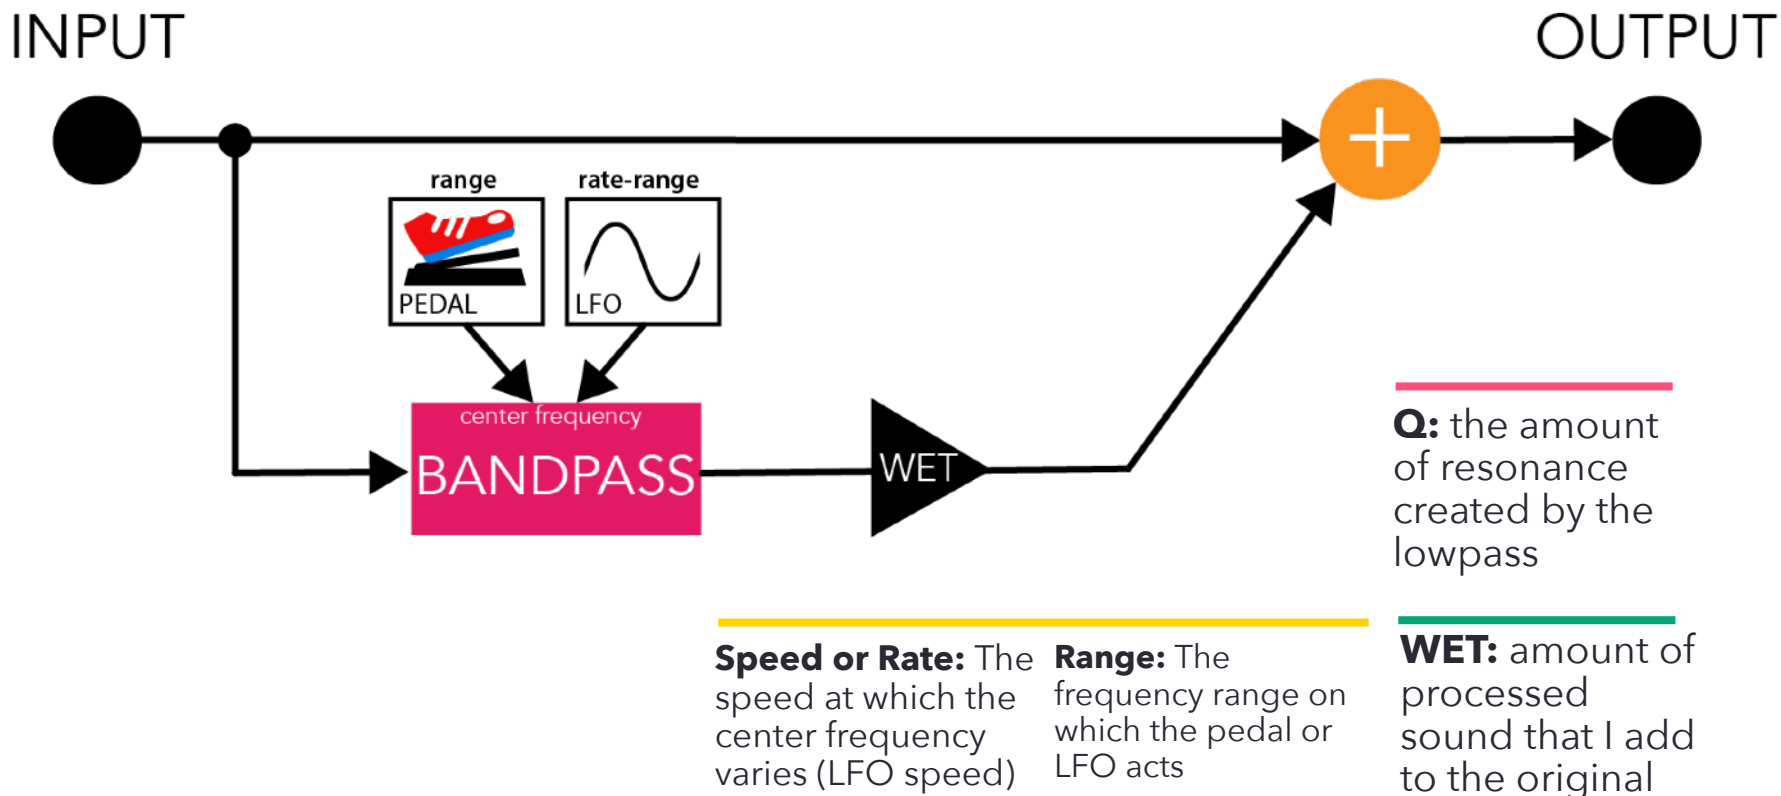 INPUT
OUTPUT
+
range
rate-range
PEDAL
LFO
center frequency
BANDPASS
WET
Q: the amount
of resonance
created by the
lowpass
Speed or Rate: The
speed at which the
center frequency
varies (LFO speed)
Range: The
frequency range on
which the pedal or
LFO acts
WET: amount of
processed
sound that I add
to the original